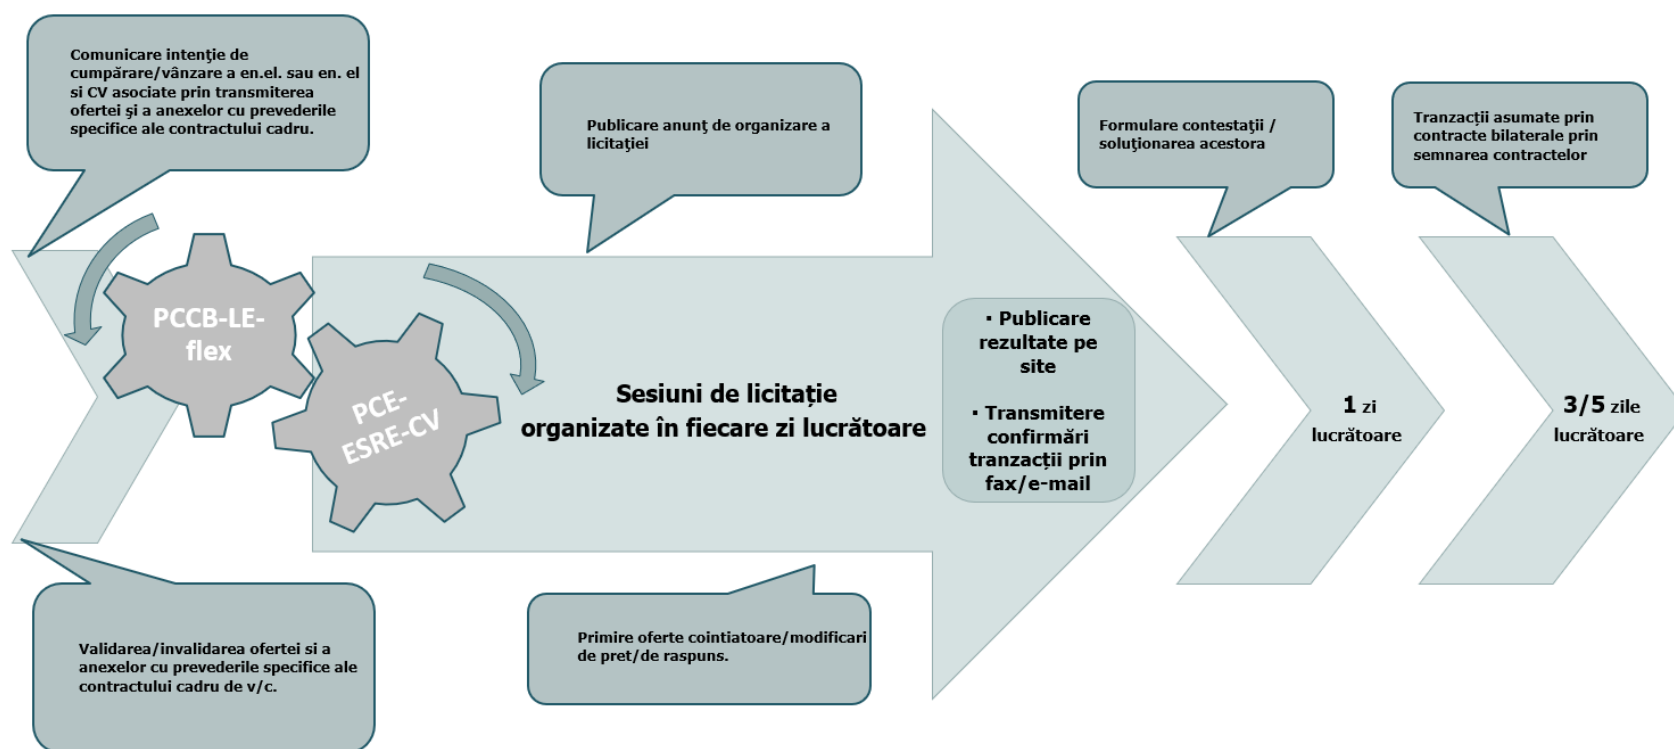 Comunicare intenţie de
cumpărare/vânzare a en.el. sau en. el
si CV asociate prin transmiterea
ofertei şi a anexelor cu prevederile
specifice ale contractului cadru.
Publicare anunţ de organizare a
licitaţiei
Formulare contestaţii /
soluţionarea acestora
Tranzacții asumate prin
contracte bilaterale prin
semnarea contractelor
PCCB-LE-
flex
PCE-
ESRE-CV
Sesiuni de licitație
organizate în fiecare zi lucrătoare
▪ Publicare
rezultate pe
site
▪ Transmitere
confirmări
tranzacții prin
fax/e-mail
1 zi
lucrătoare
3/5 zile
lucrătoare
Validarea/invalidarea ofertei si a
anexelor cu prevederile specifice ale
contractului cadru de v/c.
Primire oferte cointiatoare/modificari
de pret/de raspuns.